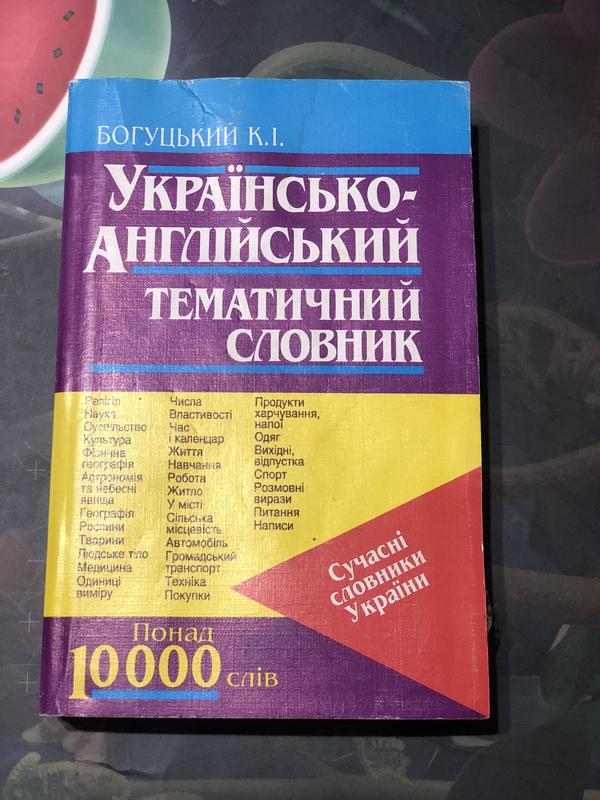 БОГУЦЬКИЙ К.І.
УКРАЇНСЬКО-
АНГЛІЙСЬКИЙ
ТЕМАТИЧНИЙ
СЛОВНИК
Релігія
Наука
Суспільство
Культура
Фізична
географія
Астрономія
та небесні
явища
Географія
Рослини
Тварини
Людське тіло
Медицина
Одиниці
виміру
Числа
Властивості
Час
і календар
Життя
Навчання
Робота
Житло
У місті
Сільська
місцевість
Автомобіль
Громадський
транспорт
Техніка
Покупки
Продукти
харчування,
напої
Одяг
Вихідні,
відпустка
Спорт
Розмовні
вирази
Питання
Написи
Сучасні
словники
України
Понад
10000 слів